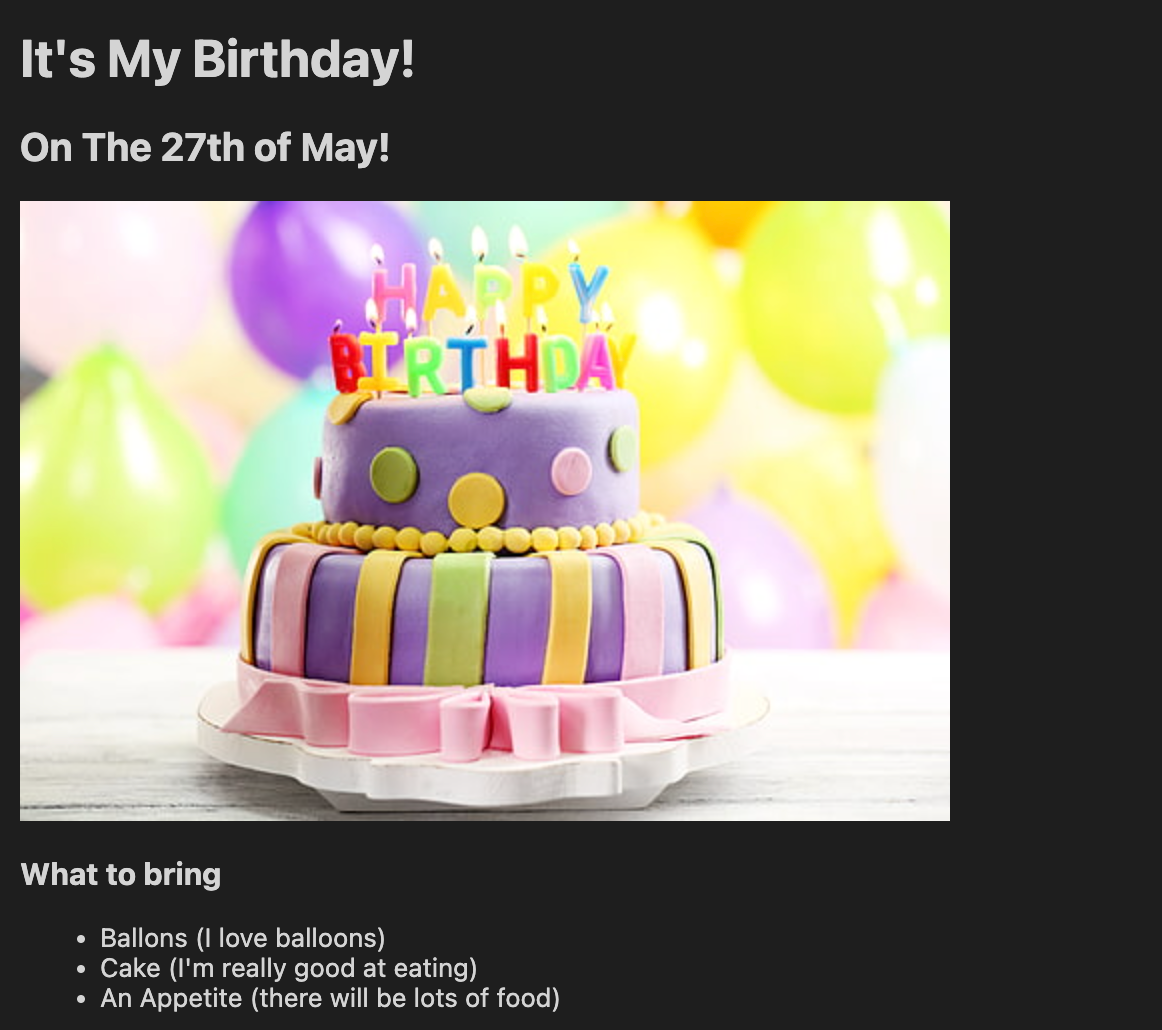 It's My Birthday!
On The 27th of May!
HAPPY
BIRTHDAY
What to bring
• Ballons (I love balloons)
• Cake (I'm really good at eating)
• An Appetite (there will be lots of food)